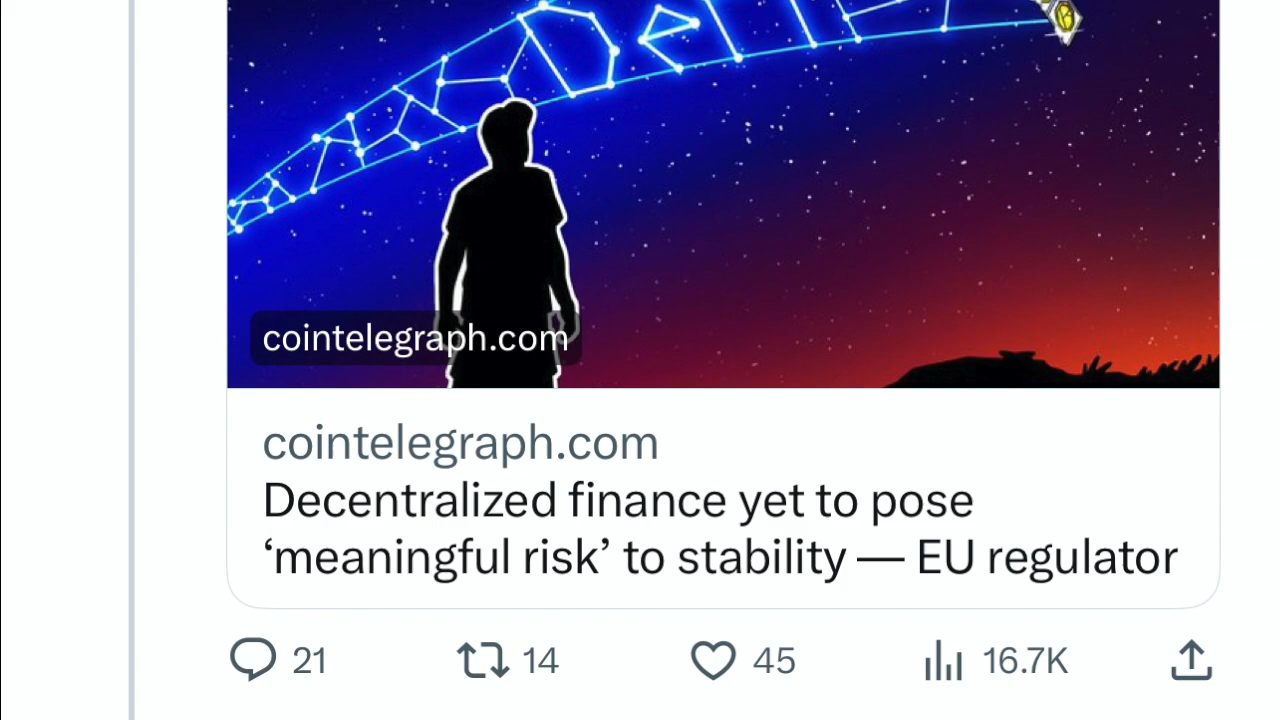 cointelegraph.com
cointelegraph.com
Decentralized finance yet to pose
‘meaningful risk’ to stability — EU regulator
21 14 45 16.7K